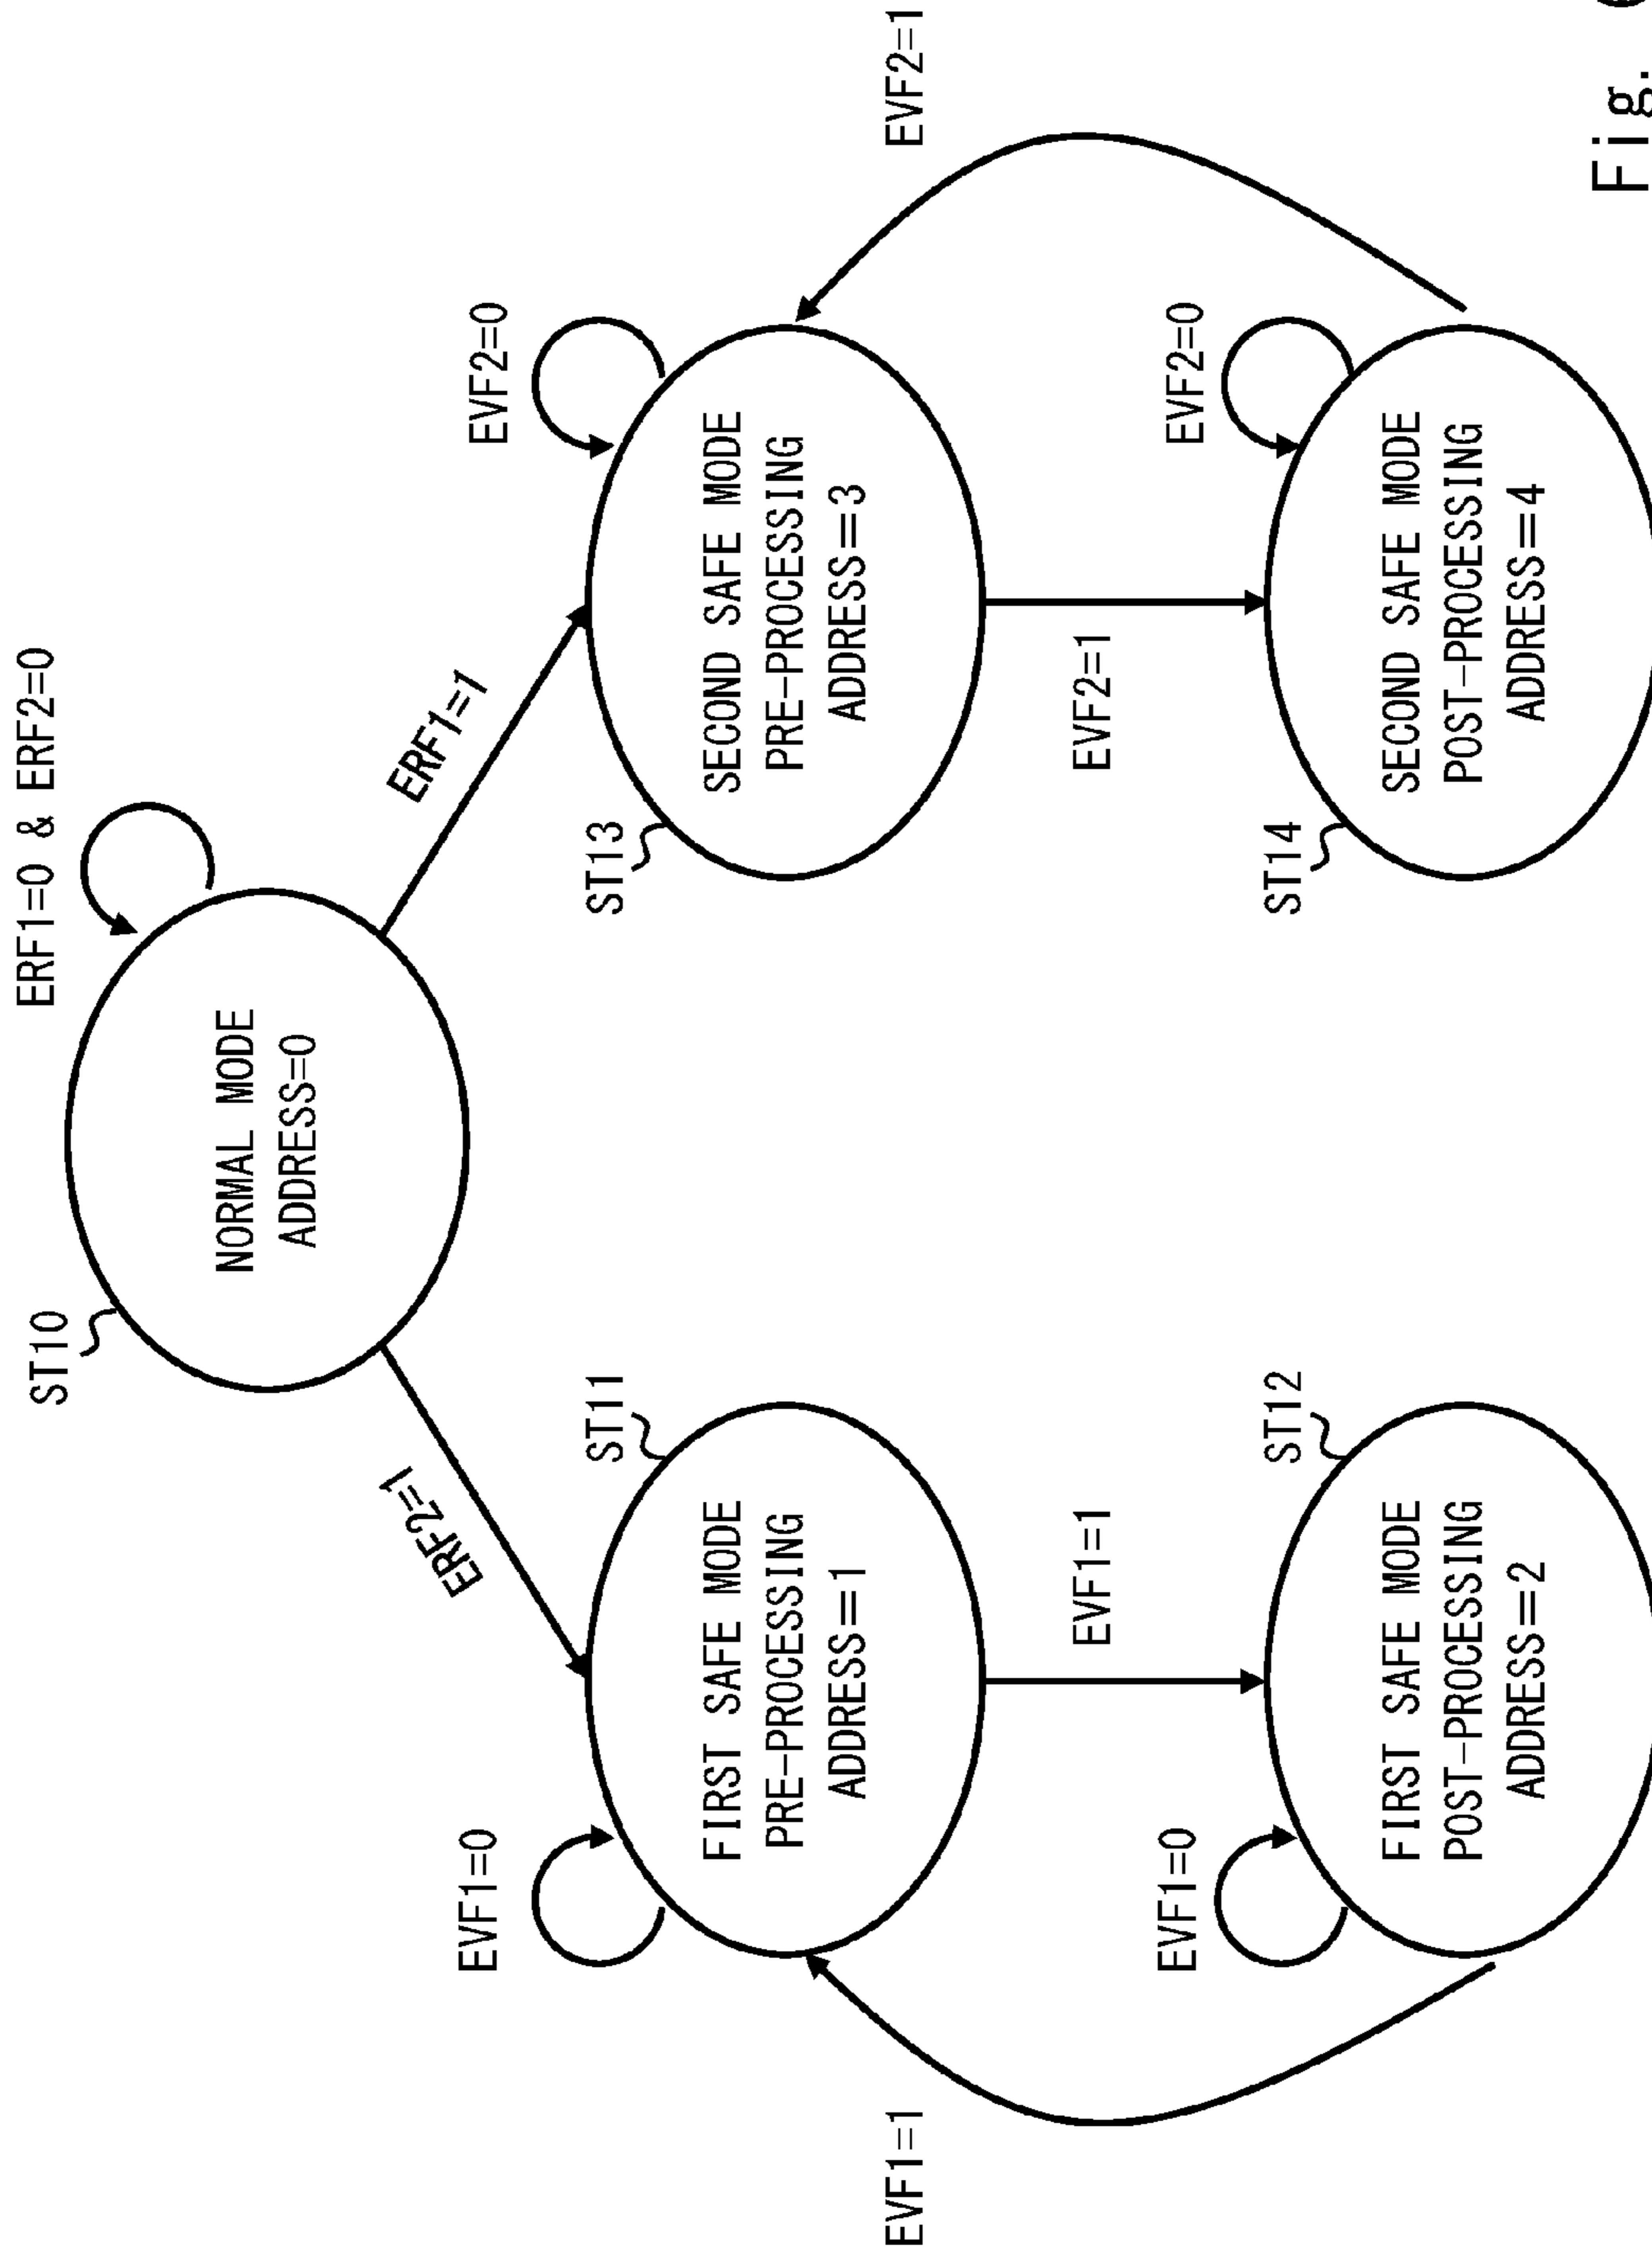 ERF1=0 & ERF2=0
ST10
NORMAL MODE
ADDRESS=0
ERF2=1
ERF1=1
EVF1=0
ST11
FIRST SAFE MODE
PRE-PROCESSING
ADDRESS=1
ST13
EVF2=0
SECOND SAFE MODE
PRE-PROCESSING
ADDRESS=3
EVF1=1
EVF2=1
EVF1=1
EVF2=1
EVF1=0
ST12
FIRST SAFE MODE
POST-PROCESSING
ADDRESS=2
ST14
EVF2=0
SECOND SAFE MODE
POST-PROCESSING
ADDRESS=4
Fig.